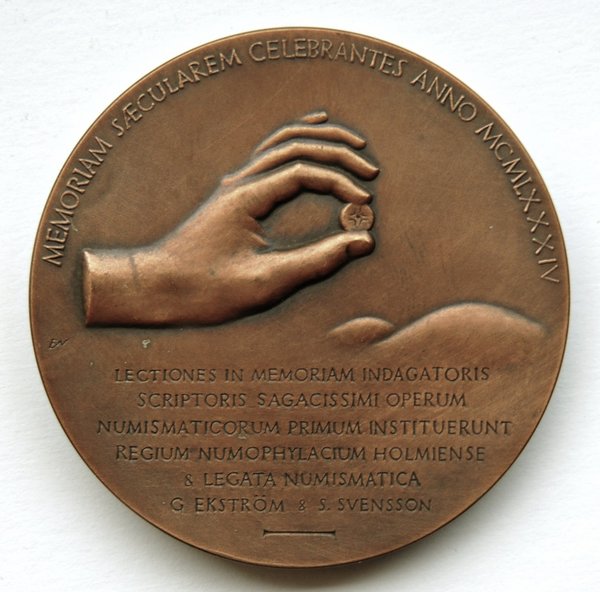 MEMORIAM SÆCULAREM CELEBRANTES ANNO MCMLXXXIV
EW
LECTIONES IN MEMORIAM INDAGATORIS
SCRIPTORIS SAGACISSIMI OPERUM
NUMISMATICORUM PRIMUM INSTITUERUNT
REGIUM NUMOPHYLACIUM HOLMIENSE
& LEGATA NUMISMATICA
G. EKSTRÖM & S. SVENSSON